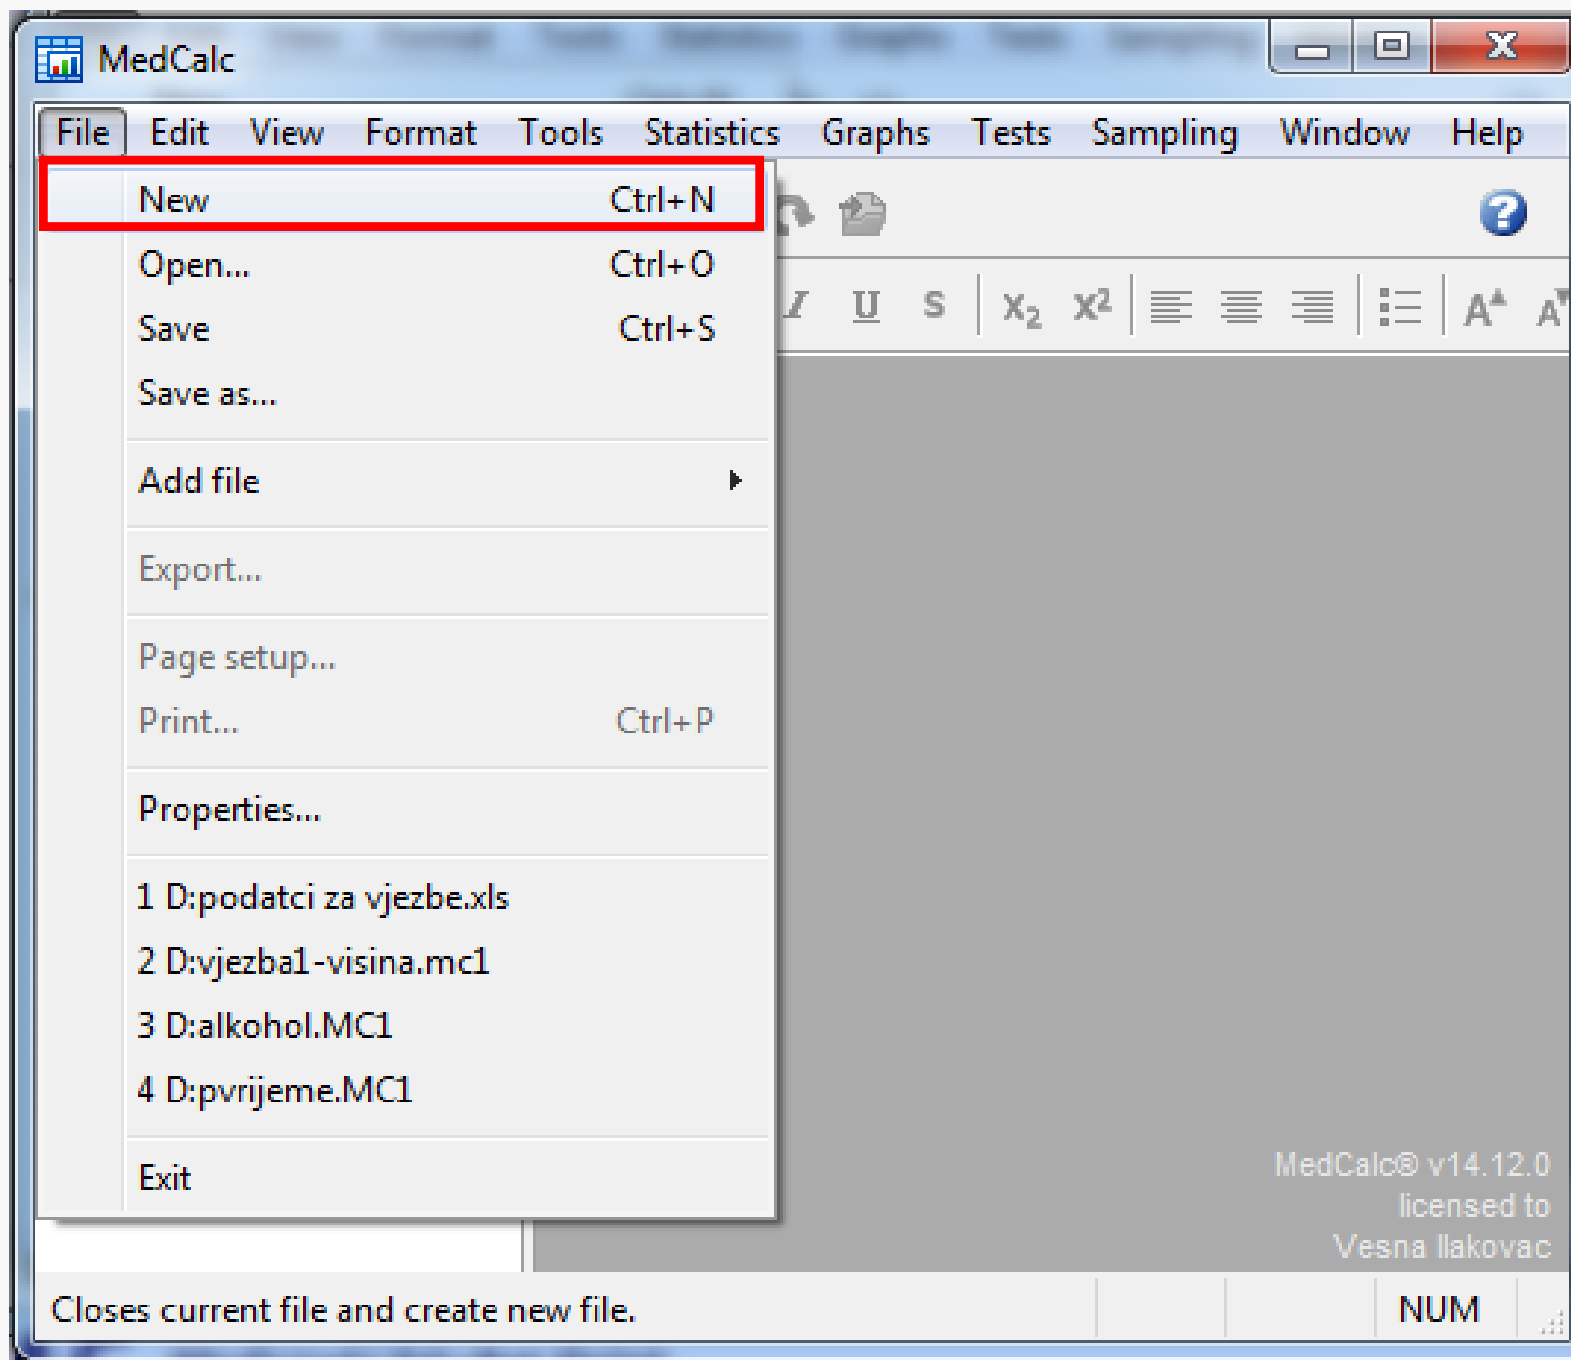 MedCalc
File Edit View Format Tools Statistics Graphs Tests Sampling Window Help
New Ctrl+N
Open... Ctrl+O
Save Ctrl+S
Save as...
Add file
Export...
Page setup...
Print... Ctrl+P
Properties...
1 D:podatci za vjezbe.xls
2 D:vjezba1-visina.mc1
3 D:alkohol.MC1
4 D:pvrijeme.MC1
Exit
I U S X₂ X² A A
MedCalc® v14.12.0
licensed to
Vesna Ilakovac
Closes current file and create new file. NUM